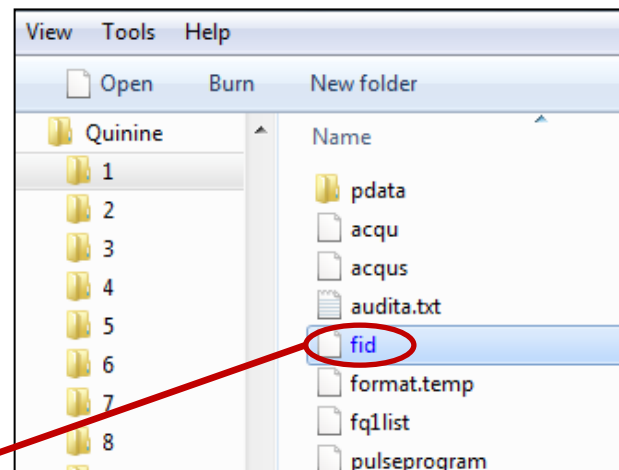 View Tools Help
Open Burn New folder
Quinine
1
2
3
4
5
6
7
8
Name
pdata
acqu
acqus
audita.txt
fid
format.temp
fq1list
pulseprogram